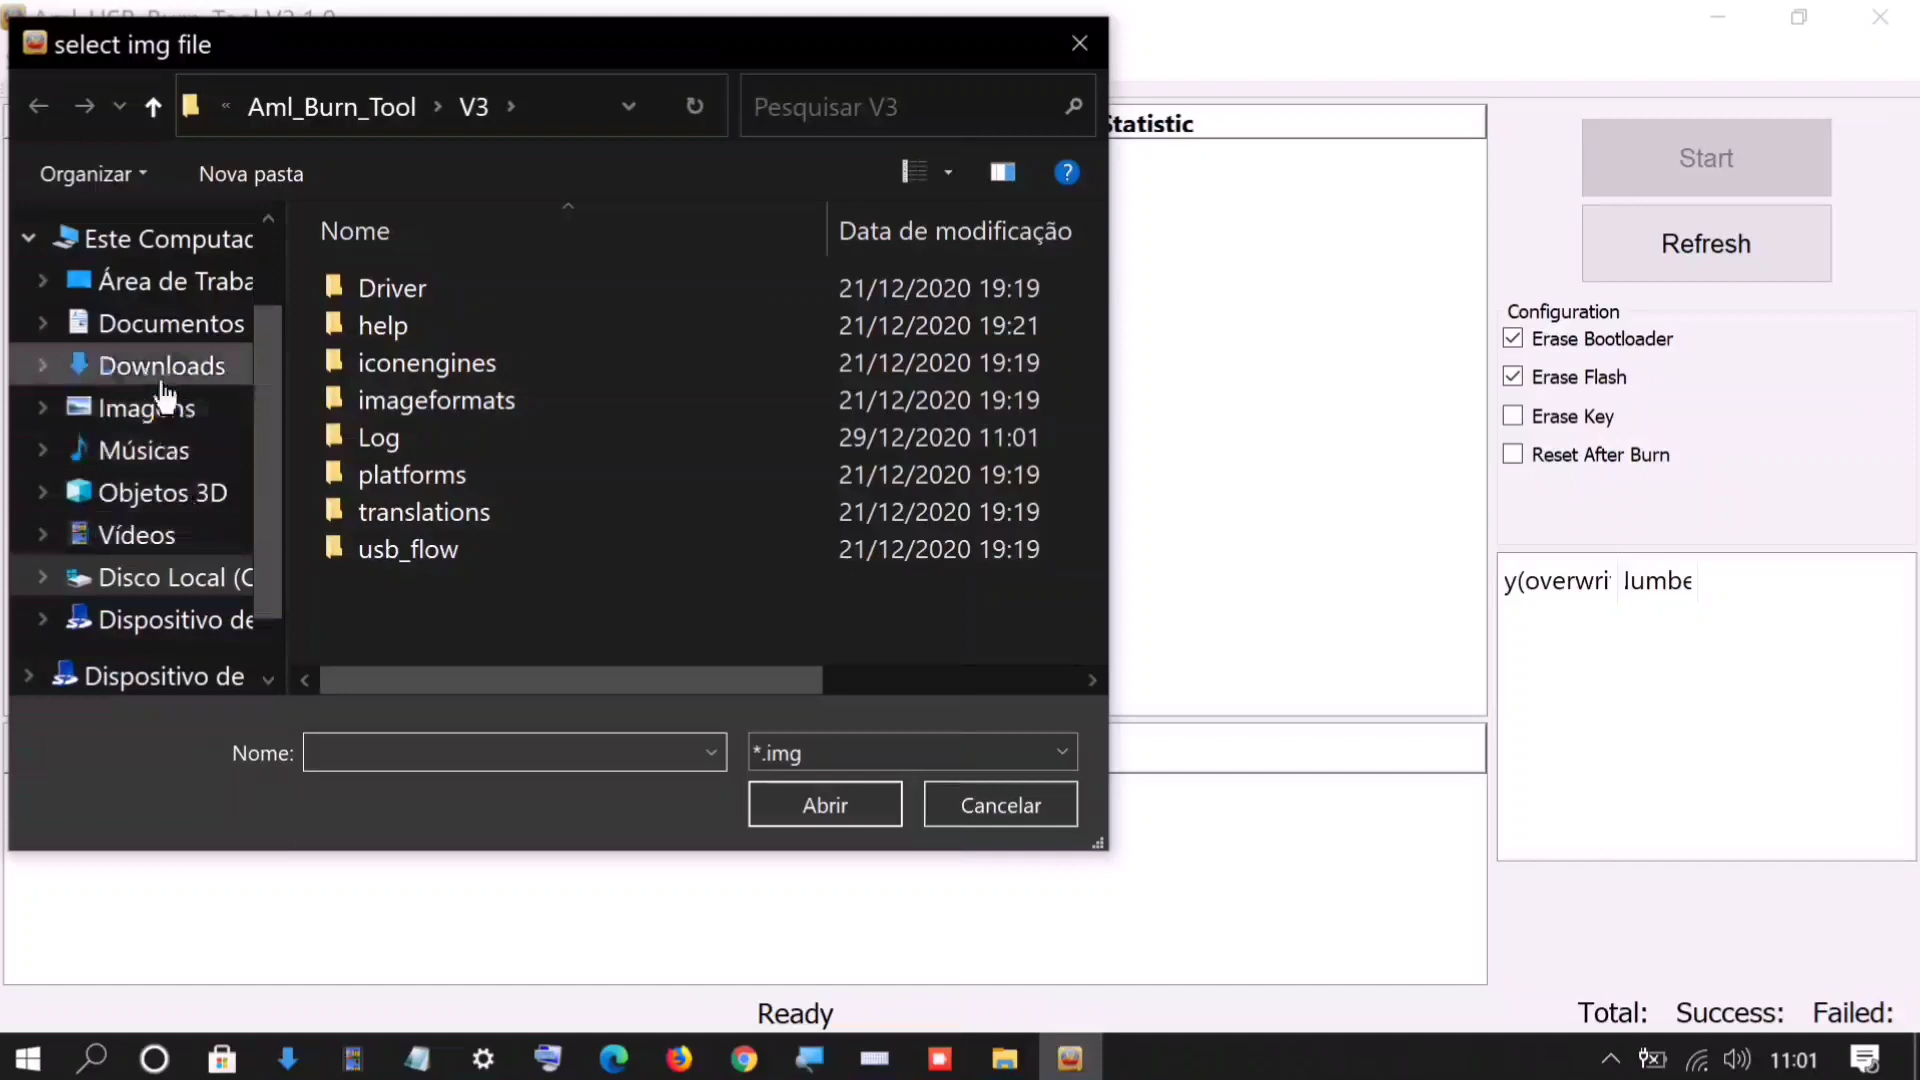 select img file
« Aml_Burn_Tool > V3 >
Pesquisar V3
Organizar
Nova pasta
Este Computac
Área de Traba
Documentos
Downloads
Imagens
Músicas
Objetos 3D
Vídeos
Disco Local (C
Dispositivo de
Dispositivo de
Nome
Data de modificação
Driver 21/12/2020 19:19
help 21/12/2020 19:21
iconengines 21/12/2020 19:19
imageformats 21/12/2020 19:19
Log 29/12/2020 11:01
platforms 21/12/2020 19:19
translations 21/12/2020 19:19
usb_flow 21/12/2020 19:19
Nome:
*.img
Abrir
Cancelar
Statistic
Start
Refresh
Configuration
Erase Bootloader
Erase Flash
Erase Key
Reset After Burn
y(overwri
Ready
Total: Success: Failed:
11:01